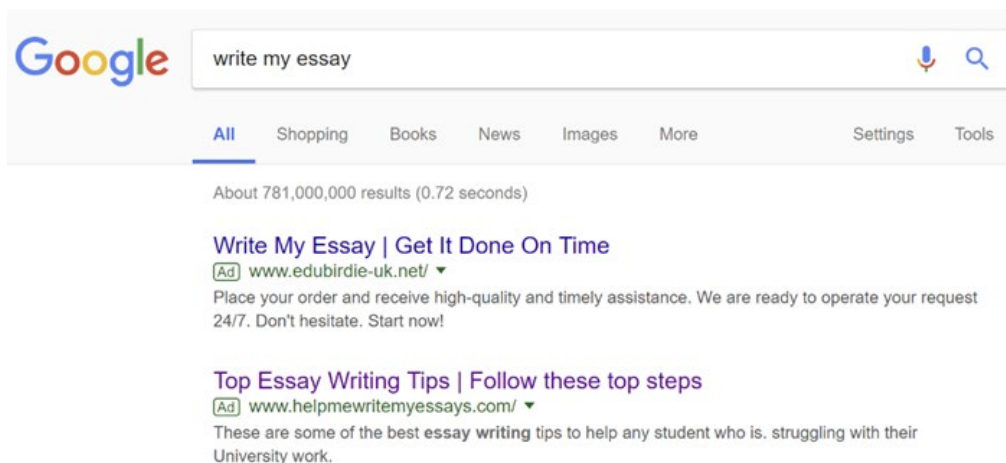 Google
write my essay
All Shopping Books News Images More Settings Tools
About 781,000,000 results (0.72 seconds)
Write My Essay | Get It Done On Time
Ad www.edubirdie-uk.net/
Place your order and receive high-quality and timely assistance. We are ready to operate your request
24/7. Don't hesitate. Start now!
Top Essay Writing Tips | Follow these top steps
Ad www.helpmewritemyessays.com/
These are some of the best essay writing tips to help any student who is. struggling with their
University work.